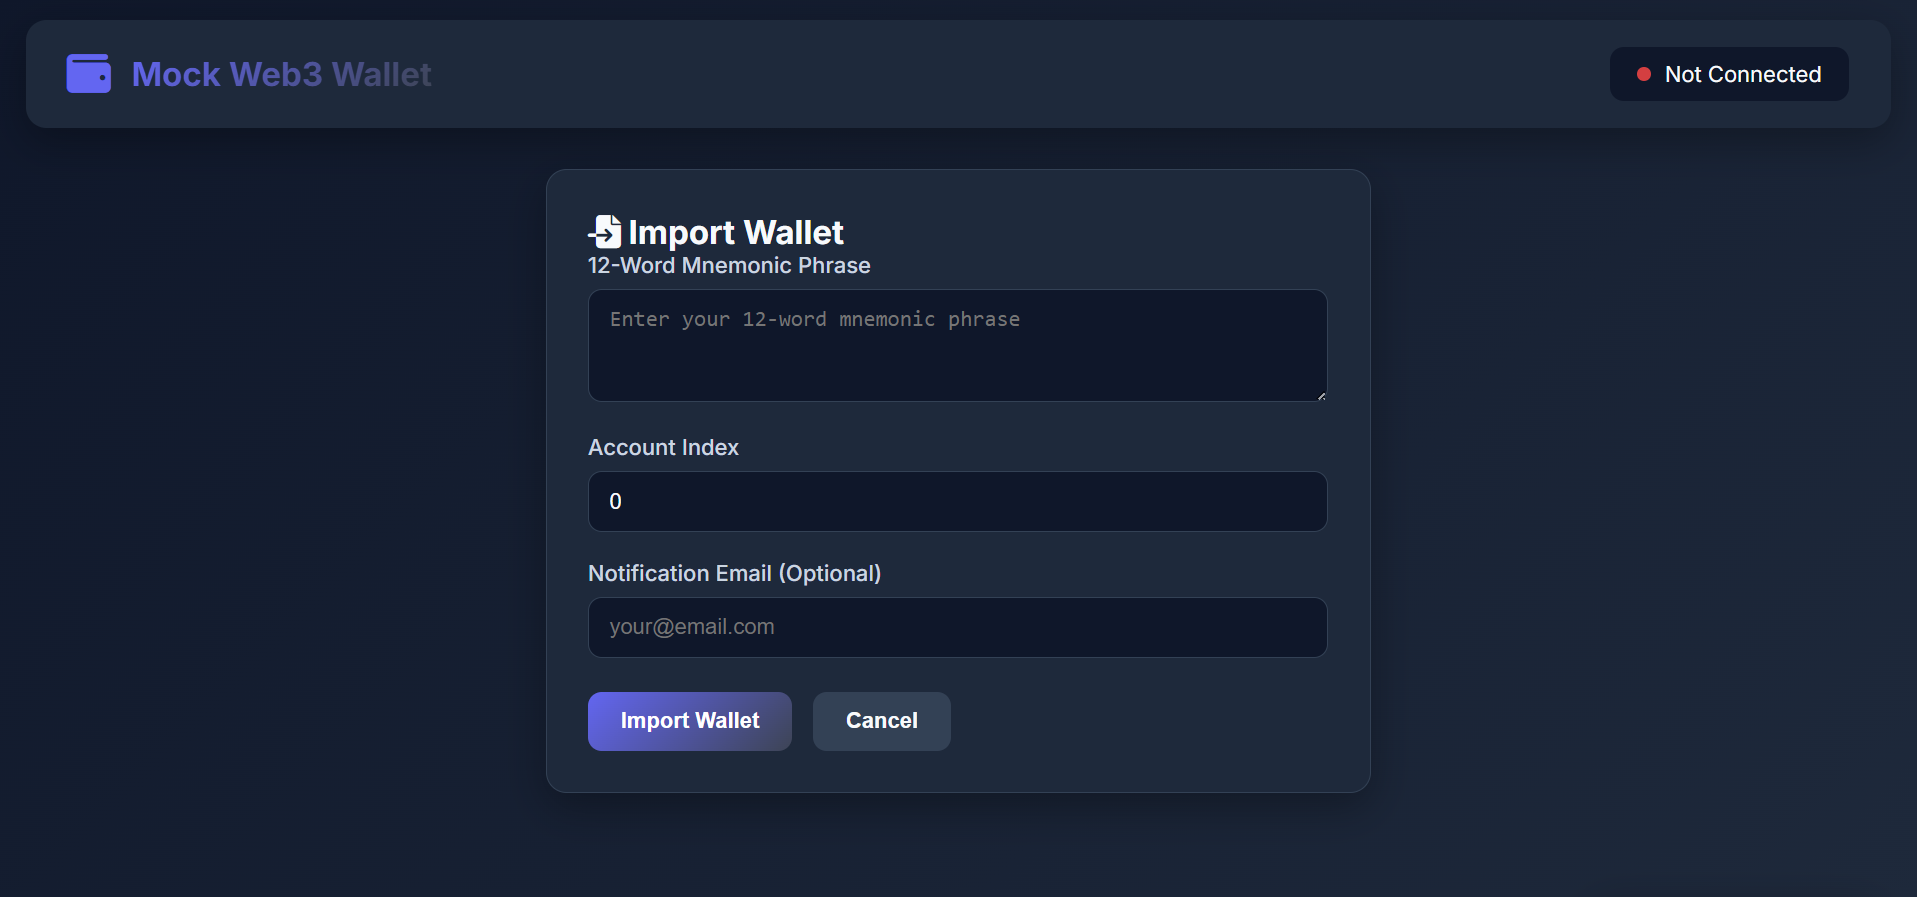 Mock Web3 Wallet
Not Connected
Import Wallet
12-Word Mnemonic Phrase
Enter your 12-word mnemonic phrase
Account Index
0
Notification Email (Optional)
your@email.com
Import Wallet
Cancel